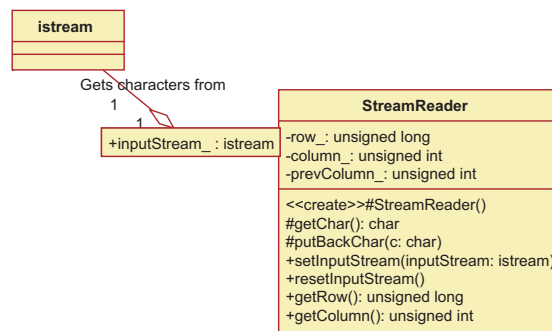 istream
Gets characters from
1
1
+inputStream_ : istream
StreamReader
-row_: unsigned long
-column_: unsigned int
-prevColumn_: unsigned int
<<create>>#StreamReader()
#getChar(): char
#putBackChar(c: char)
+setInputStream(inputStream: istream)
+resetInputStream()
+getRow(): unsigned long
+getColumn(): unsigned int